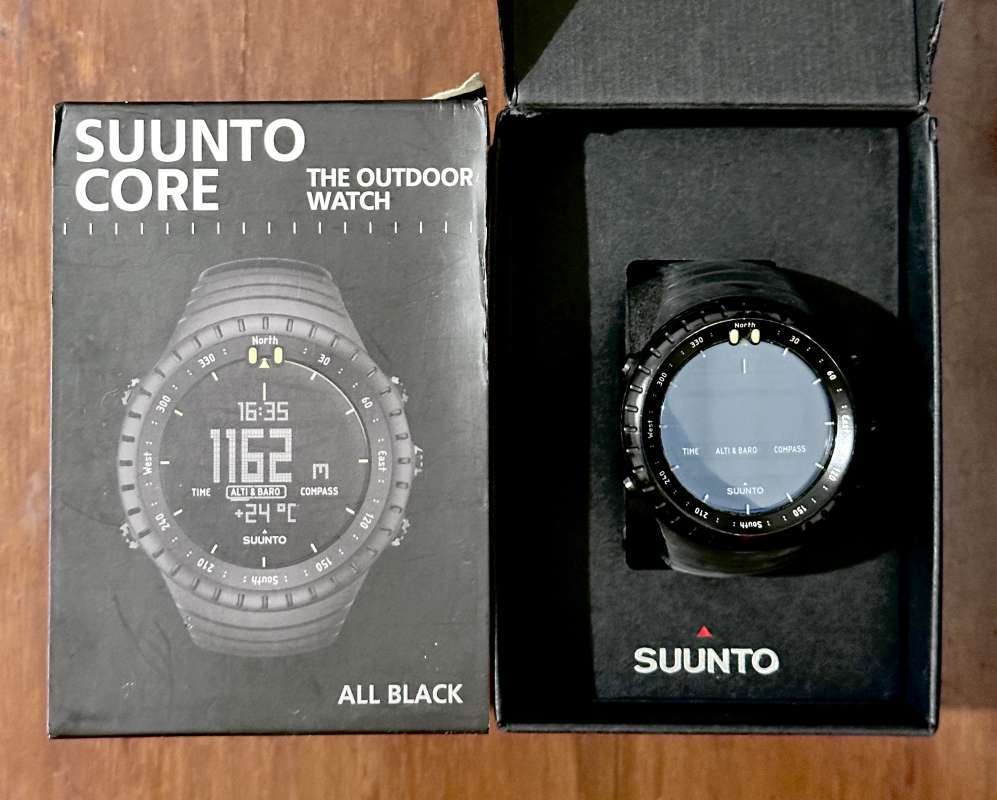 SUUNTO
CORE
THE OUTDOOR
WATCH
North
330
30
300
60
16:35
1162 m
West
East
TIME
ALTI & BARO
COMPASS
+24 °C
240
120
SUUNTO
210
150
South
ALL BLACK
North
330
30
300
60
West
East
TIME
ALTI & BARO
COMPASS
240
120
SUUNTO
210
150
South
SUUNTO